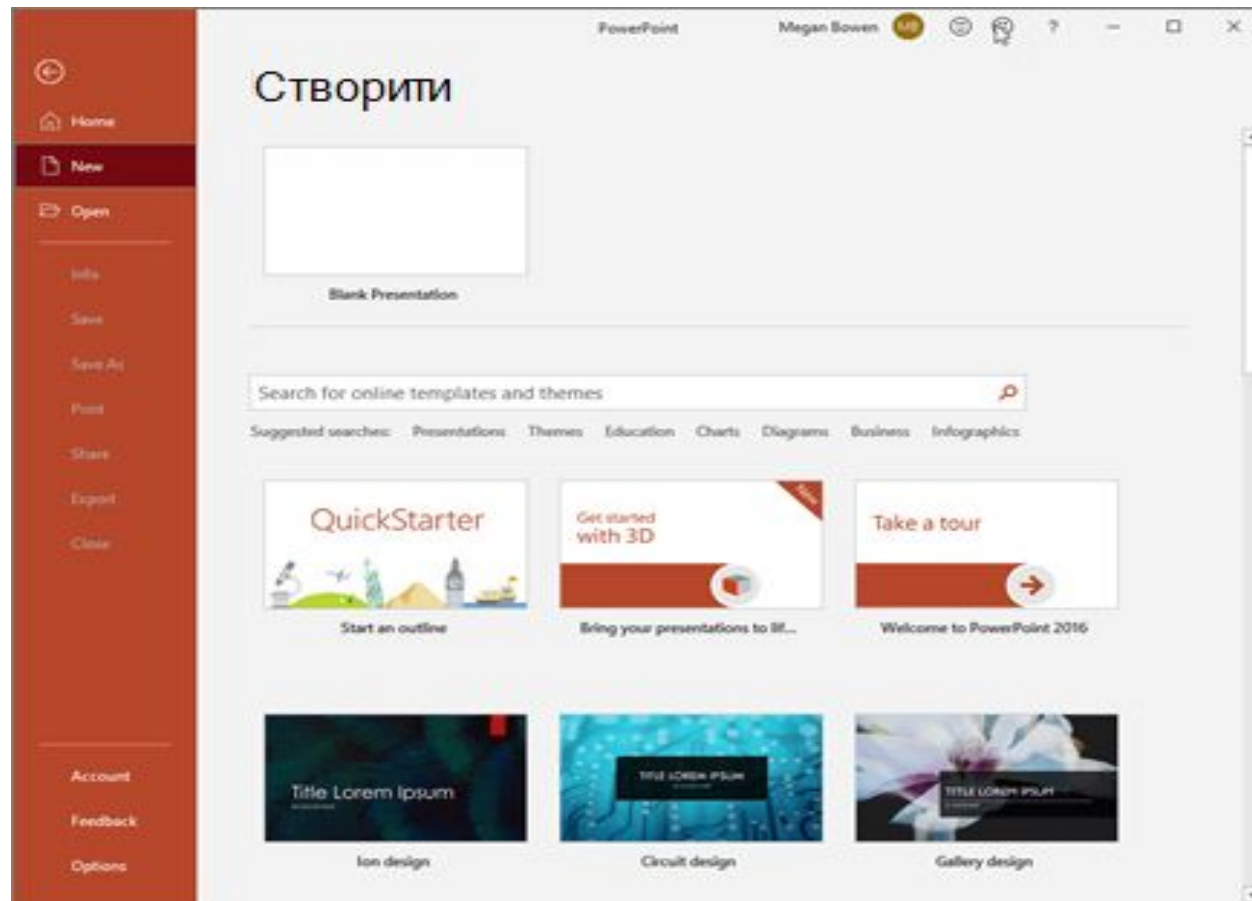 PowerPoint Megan Bowen ?
Створити
Home
New
Open
Info
Save
Save As
Print
Share
Export
Close
Account
Feedback
Options
Blank Presentation
Search for online templates and themes
Suggested searches: Presentations Themes Education Charts Diagrams Business Infographics
QuickStarter
Start an outline
Get started
with 3D
New
Bring your presentations to lif...
Take a tour
Welcome to PowerPoint 2016
Title Lorem Ipsum
Ion design
TITLE LOREM IPSUM
Circuit design
TITLE LOREM IPSUM
Gallery design